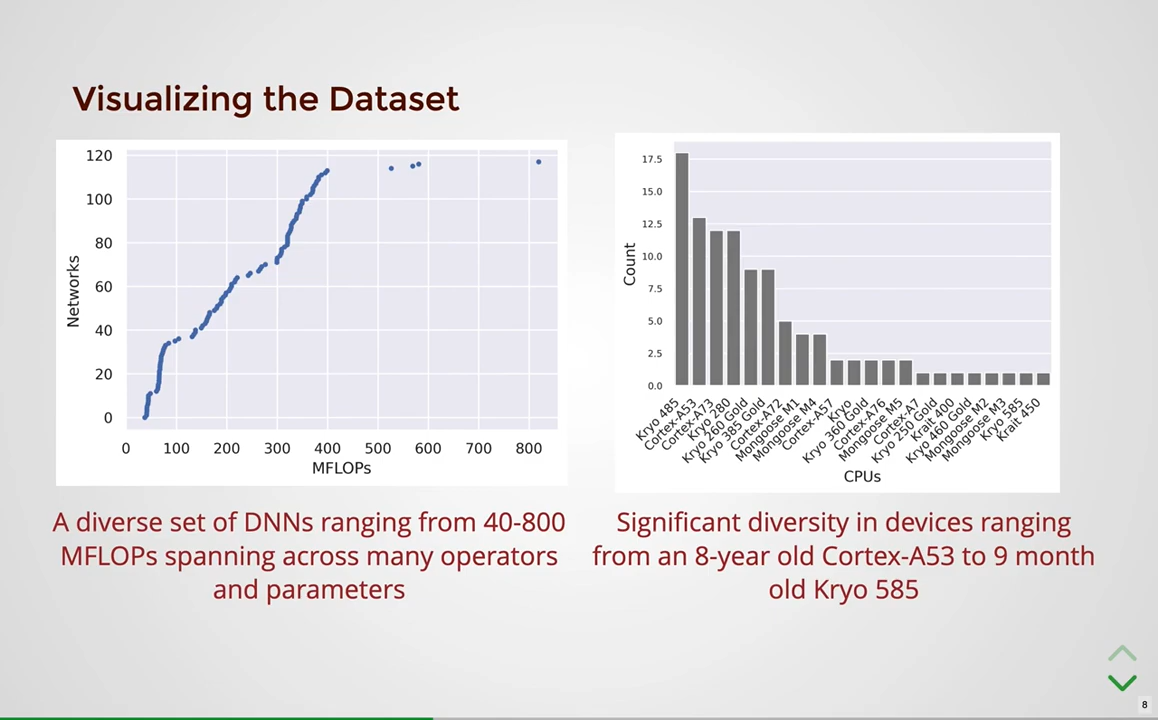 Visualizing the Dataset
120
100
80
60
40
20
0
Networks
0 100 200 300 400 500 600 700 800
MFLOPs
17.5
15.0
12.5
10.0
7.5
5.0
2.5
0.0
Count
Kryo 485
Cortex-A53
Cortex-A73
Kryo 280
Kryo 260 Gold
Kryo 385 Gold
Cortex-A72
Mongoose M1
Mongoose M4
Cortex-A57
Kryo
Kryo 360 Gold
Cortex-A76
Mongoose M5
Cortex-A7
Kryo 250 Gold
Krait 400
Kryo 460 Gold
Mongoose M2
Mongoose M3
Kryo 585
Krait 450
CPUs
A diverse set of DNNs ranging from 40-800
MFLOPs spanning across many operators
and parameters
Significant diversity in devices ranging
from an 8-year old Cortex-A53 to 9 month
old Kryo 585
8